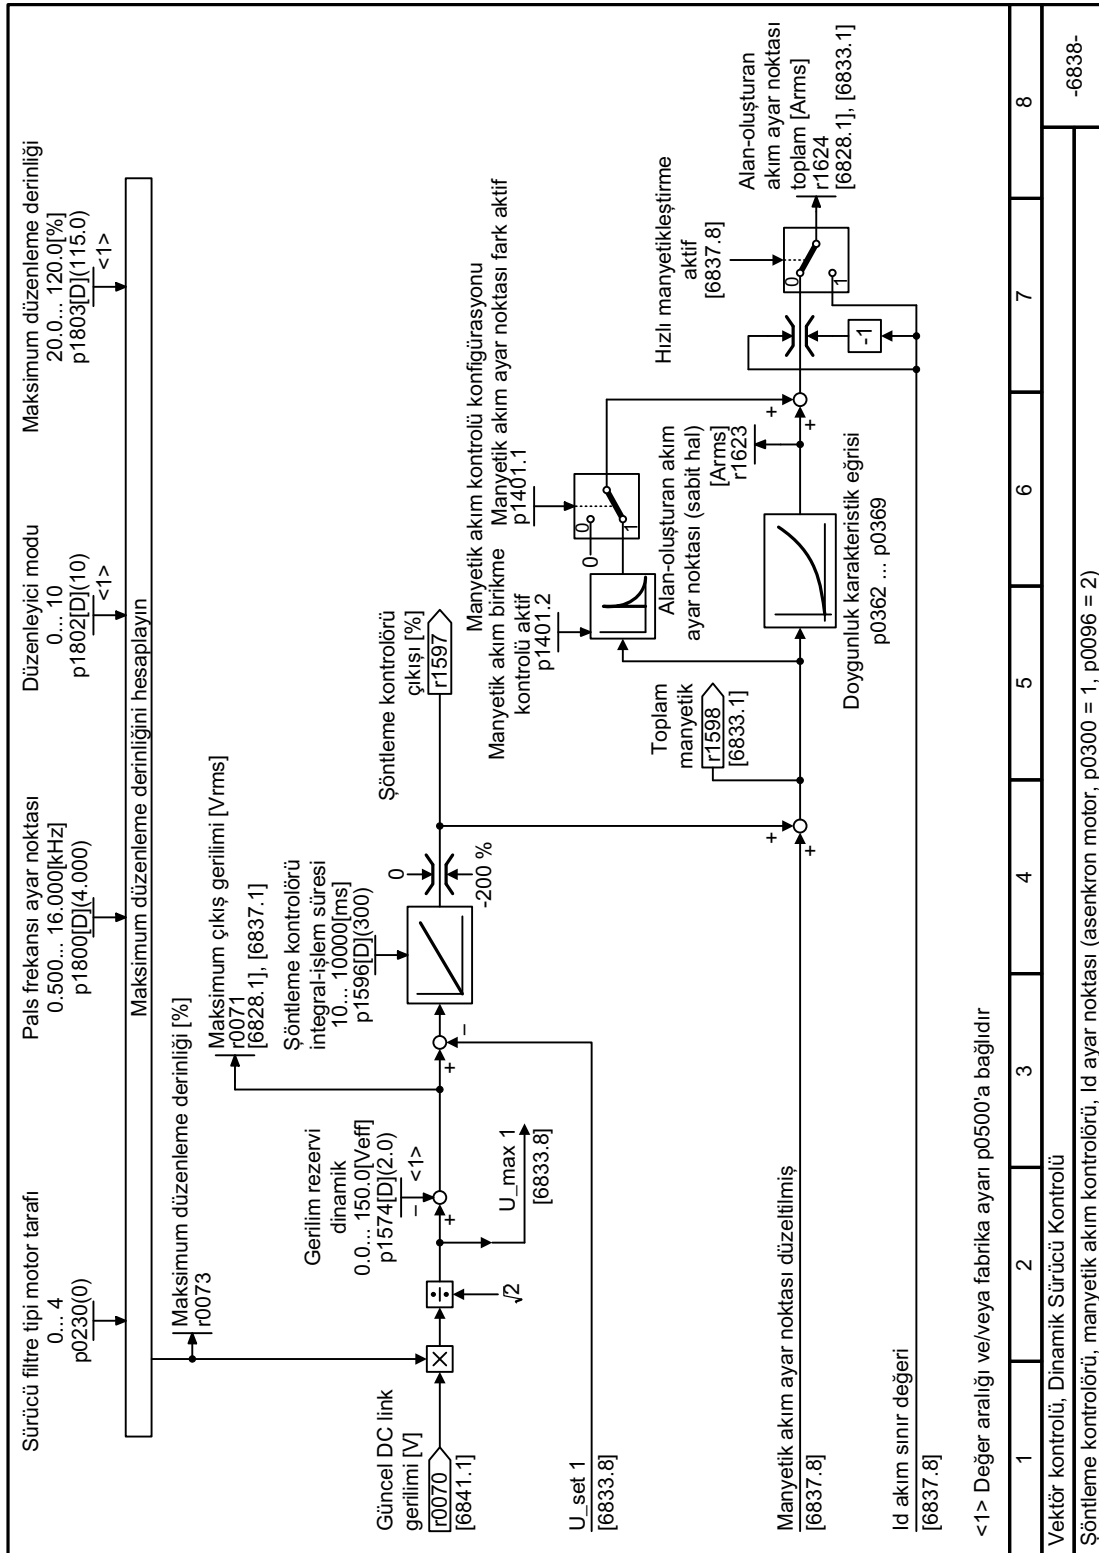 Sürücü filtre tipi motor tarafı
0... 4
p0230(0)
Pals frekansı ayar noktası
0.500... 16.000[kHz]
p1800[D](4.000)
Düzenleyici modu
0... 10
p1802[D](10)
<1>
Maksimum düzenleme derinliği
20.0... 120.0[%]
p1803[D](115.0)
<1>
Maksimum düzenleme derinliğini hesaplayın
Maksimum düzenleme derinliği [%]
r0073
Maksimum çıkış gerilimi [Vrms]
r0071
[6828.1], [6837.1]
Şöntleme kontrolörü
integral-işlem süresi
10... 10000[ms]
p1596[D](300)
Gerilim rezervi
dinamik
0.0... 150.0[Veff]
p1574[D](2.0)
<1>
–
+
Güncel DC link
gerilimi [V]
r0070
[6841.1]
X
÷
√2
U_max 1
[6833.8]
+
–
0
-200 %
Şöntleme kontrolörü
çıkışı [%]
r1597
U_set 1
[6833.8]
Manyetik akım kontrolü konfigürasyonu
Manyetik akım ayar noktası fark aktif
p1401.1
Manyetik akım birikme
kontrolü aktif
p1401.2
0
0
1
Alan-oluşturan akım
ayar noktası (sabit hal)
[Arms]
r1623
Toplam
manyetik
r1598
[6833.1]
Doygunluk karakteristik eğrisi
p0362 ... p0369
Hızlı manyetikleştirme
aktif
[6837.8]
Alan-oluşturan
akım ayar noktası
toplam [Arms]
r1624
[6828.1], [6833.1]
0
1
-1
+
+
+
+
Manyetik akım ayar noktası düzeltilmiş
[6837.8]
Id akım sınır değeri
[6837.8]
<1> Değer aralığı ve/veya fabrika ayarı p0500'a bağlıdır
1 2 3 4 5 6 7 8
Vektör kontrolü, Dinamik Sürücü Kontrolü
-6838-
Şöntleme kontrolörü, manyetik akım kontrolörü, Id ayar noktası (asenkron motor, p0300 = 1, p0096 = 2)